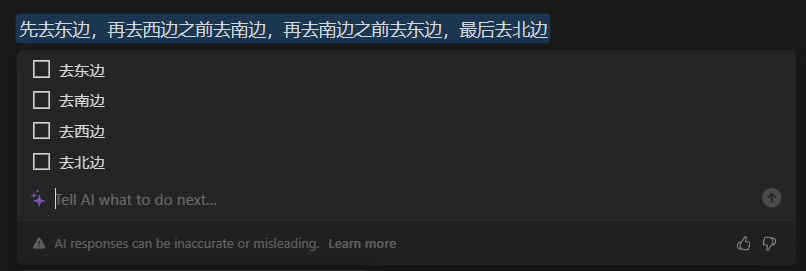 先去东边，再去西边之前去南边，再去南边之前去东边，最后去北边
去东边
去南边
去西边
去北边
Tell AI what to do next...
AI responses can be inaccurate or misleading. Learn more